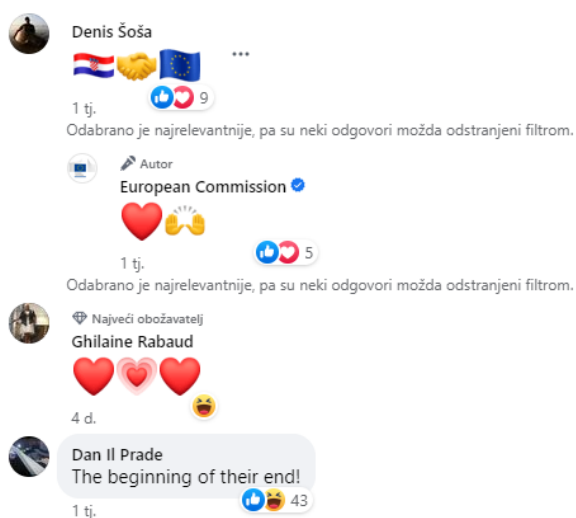 Denis Šoša
🇭🇷🤝🇪🇺
9
1 tj.
Odabrano je najrelevantnije, pa su neki odgovori možda odstranjeni filtrom.
Autor
European Commission
❤️🙌
5
1 tj.
Odabrano je najrelevantnije, pa su neki odgovori možda odstranjeni filtrom.
Najveći obožavatelj
Ghilaine Rabaud
❤️💗❤️
4 d.
Dan Il Prade
The beginning of their end!
43
1 tj.